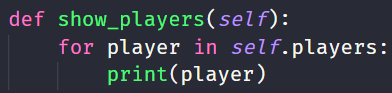 def show_players(self):
    for player in self.players:
        print(player)